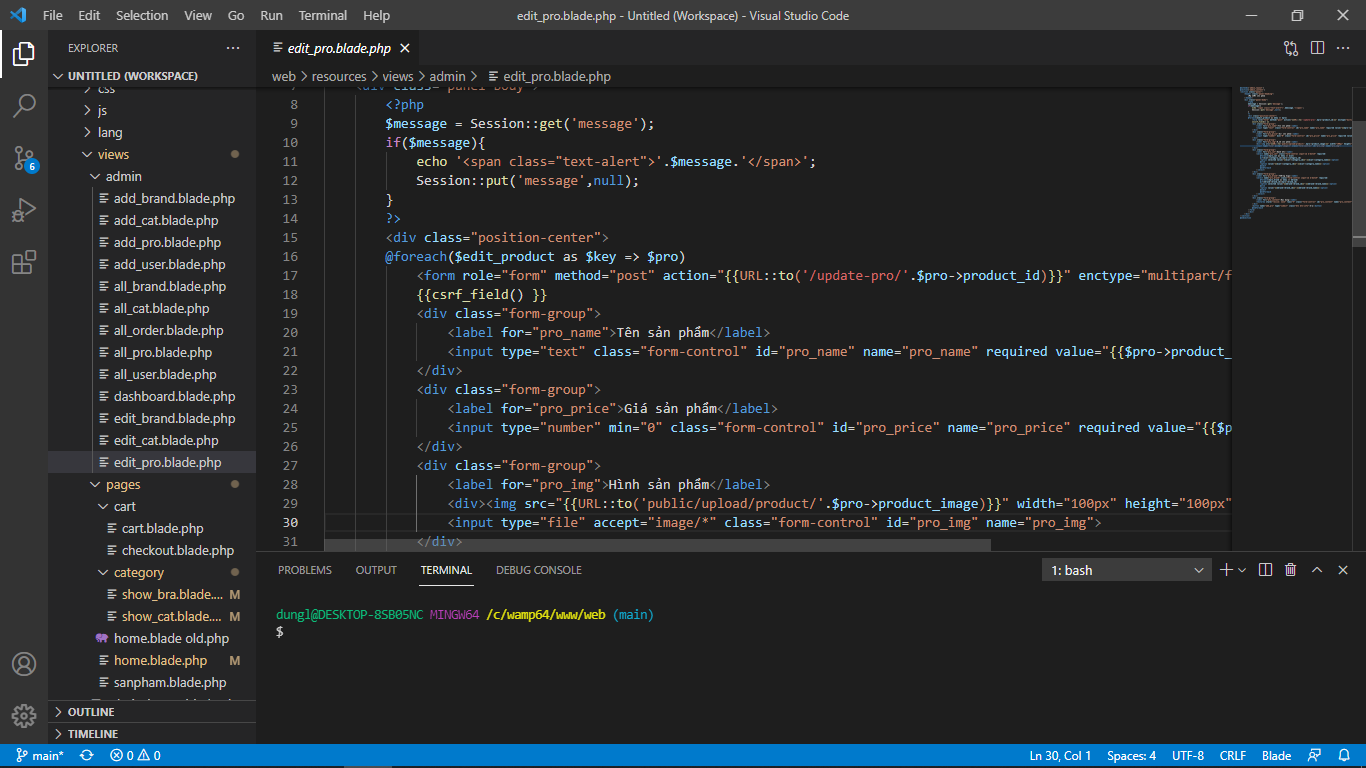 File Edit Selection View Go Run Terminal Help
edit_pro.blade.php - Untitled (Workspace) - Visual Studio Code
EXPLORER
UNTITLED (WORKSPACE)
css
js
lang
views
admin
add_brand.blade.php
add_cat.blade.php
add_pro.blade.php
add_user.blade.php
all_brand.blade.php
all_cat.blade.php
all_order.blade.php
all_pro.blade.php
all_user.blade.php
dashboard.blade.php
edit_brand.blade.php
edit_cat.blade.php
edit_pro.blade.php
pages
cart
cart.blade.php
checkout.blade.php
category
show_bra.blade.... M
show_cat.blade.... M
home.blade old.php
home.blade.php M
sanpham.blade.php
OUTLINE
TIMELINE
6
edit_pro.blade.php
web > resources > views > admin > edit_pro.blade.php
7 <div class="panel-body">
8 <?php
9 $message = Session::get('message');
10 if($message){
11 echo '<span class="text-alert">'.$message.'</span>';
12 Session::put('message',null);
13 }
14 ?>
15 <div class="position-center">
16 @foreach($edit_product as $key => $pro)
17 <form role="form" method="post" action="{{URL::to('/update-pro/'.$pro->product_id)}}" enctype="multipart/f
18 {{csrf_field() }}
19 <div class="form-group">
20 <label for="pro_name">Tên sản phẩm</label>
21 <input type="text" class="form-control" id="pro_name" name="pro_name" required value="{{$pro->product_
22 </div>
23 <div class="form-group">
24 <label for="pro_price">Giá sản phẩm</label>
25 <input type="number" min="0" class="form-control" id="pro_price" name="pro_price" required value="{{$p
26 </div>
27 <div class="form-group">
28 <label for="pro_img">Hình sản phẩm</label>
29 <div><img src="{{URL::to('public/upload/product/'.$pro->product_image)}}" width="100px" height="100px"
30 <input type="file" accept="image/*" class="form-control" id="pro_img" name="pro_img">
31 </div>
PROBLEMS OUTPUT TERMINAL DEBUG CONSOLE
1: bash
dungl@DESKTOP-8SB05NC MINGW64 /c/wamp64/www/web (main)
$
main* 0 0
Ln 30, Col 1 Spaces: 4 UTF-8 CRLF Blade